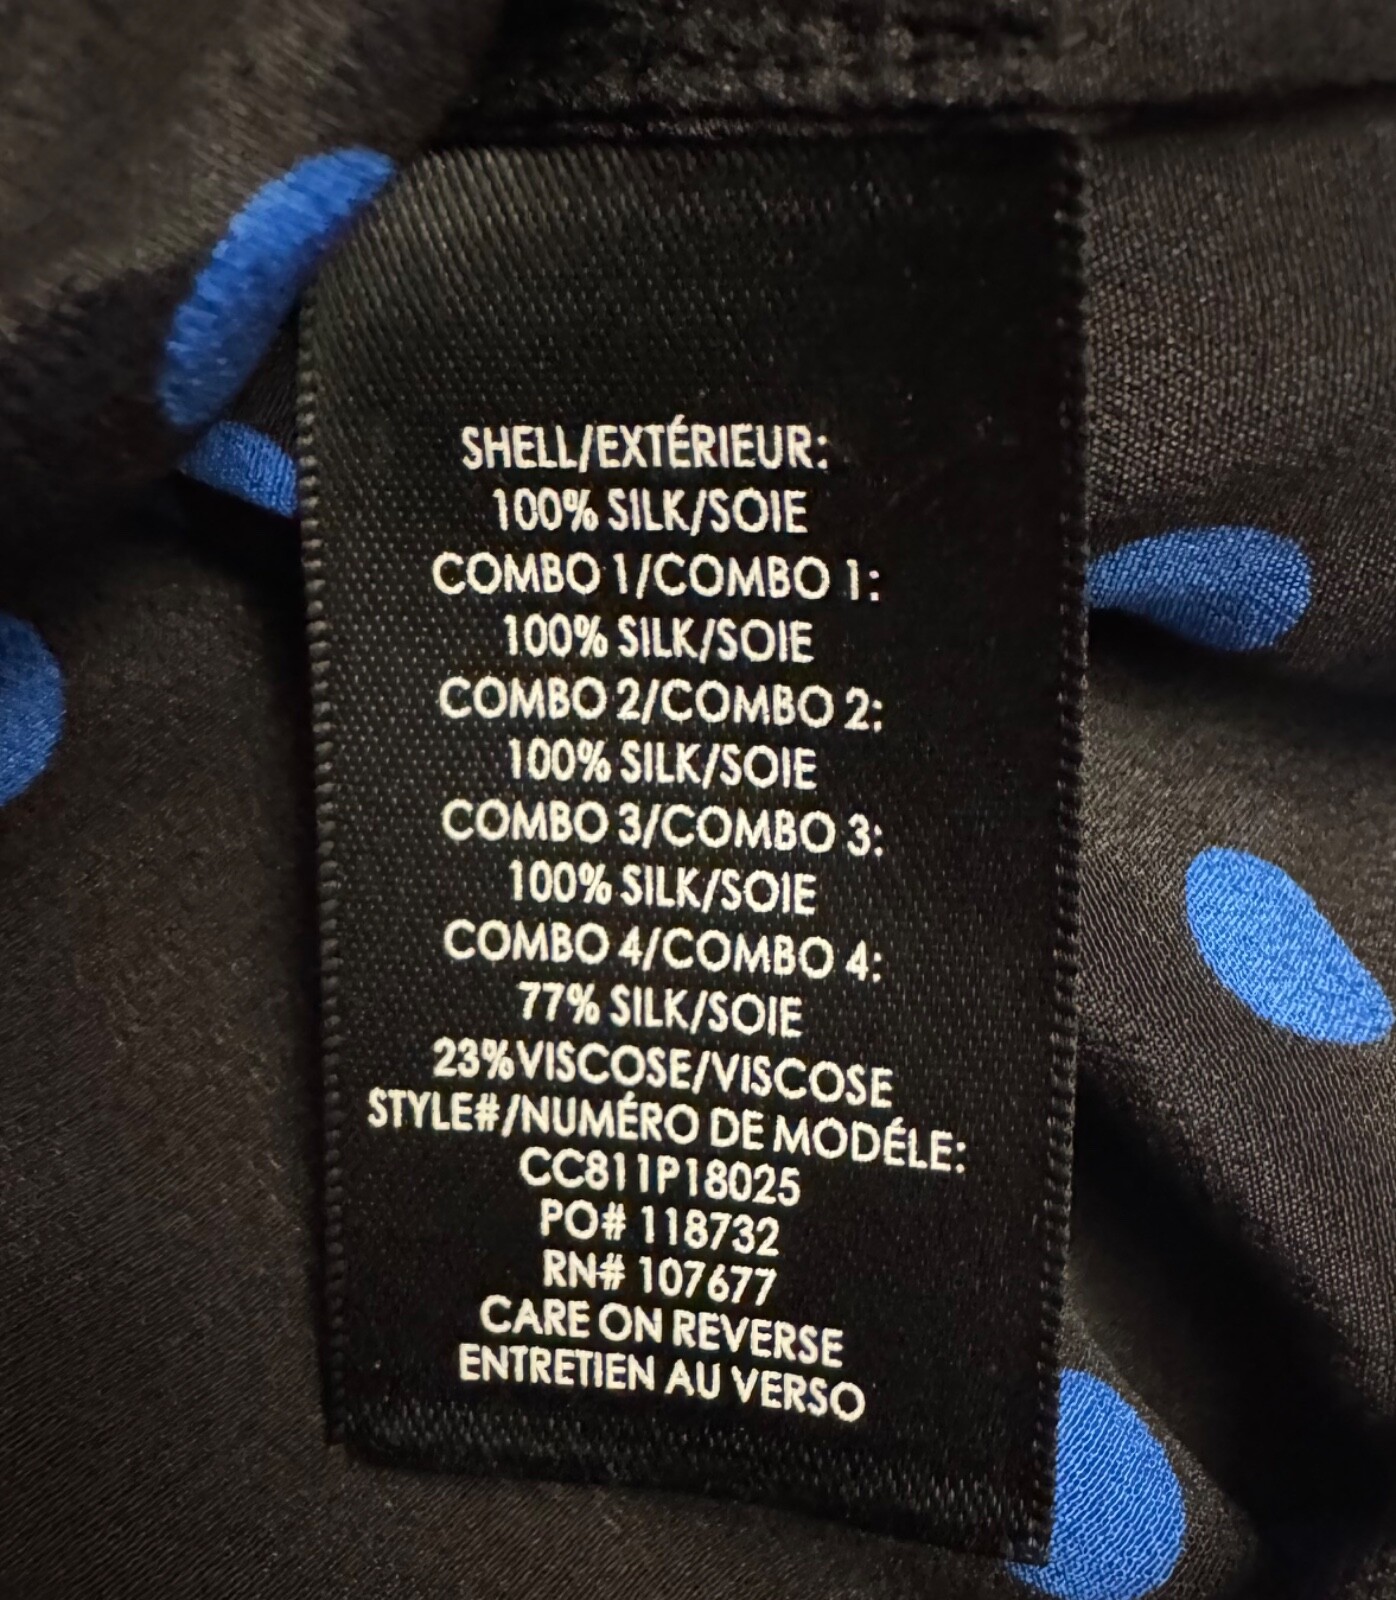 SHELL/EXTÉRIEUR:
100% SILK/SOIE
COMBO 1/COMBO 1:
100% SILK/SOIE
COMBO 2/COMBO 2:
100% SILK/SOIE
COMBO 3/COMBO 3:
100% SILK/SOIE
COMBO 4/COMBO 4:
77% SILK/SOIE
23%VISCOSE/VISCOSE
STYLE#/NUMÉRO DE MODÉLE:
CC811P18025
PO# 118732
RN# 107677
CARE ON REVERSE
ENTRETIEN AU VERSO